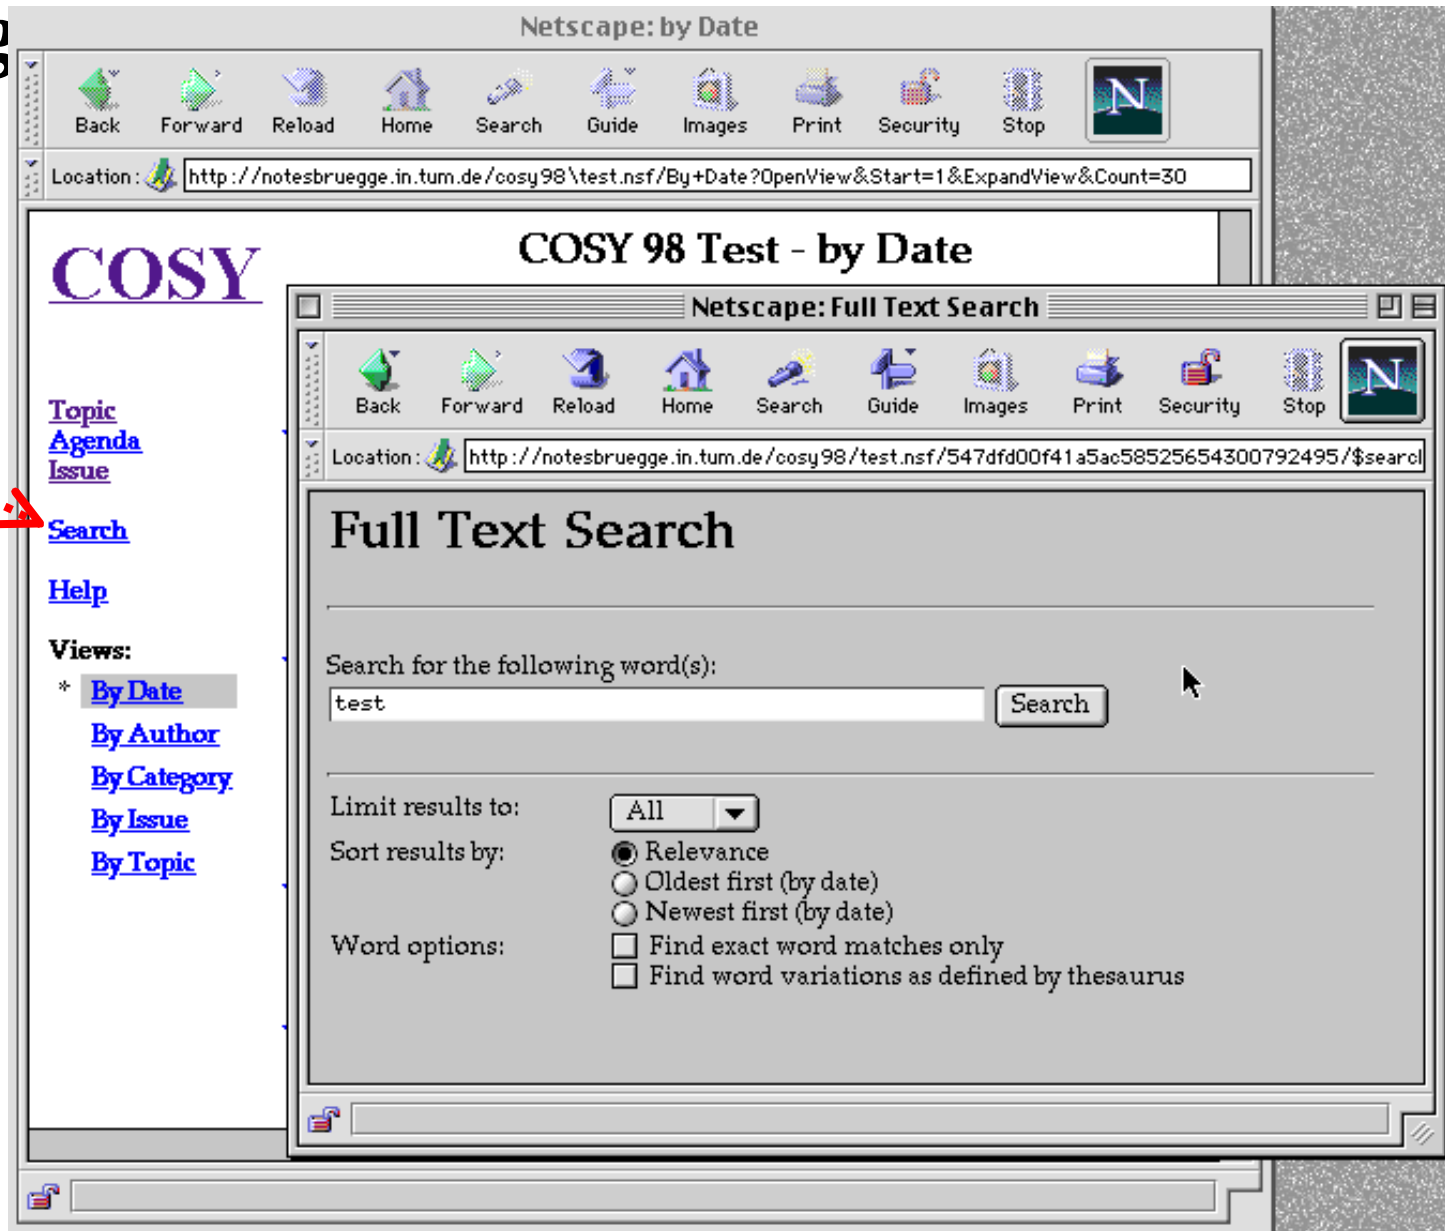 Netscape: by Date
Back Forward Reload Home Search Guide Images Print Security Stop
N
Location: http://notesbruegge.in.tum.de/cosy98\test.nsf/By+Date?OpenView&Start=1&ExpandView&Count=30
COSY
COSY 98 Test - by Date
Topic
Agenda
Issue
Search
Help
Views:
* By Date
By Author
By Category
By Issue
By Topic
Netscape: Full Text Search
Back Forward Reload Home Search Guide Images Print Security Stop
N
Location: http://notesbruegge.in.tum.de/cosy98/test.nsf/547dfd00f41a5ac58525654300792495/$searc
Full Text Search
Search for the following word(s):
test Search
Limit results to: All
Sort results by: Relevance
Oldest first (by date)
Newest first (by date)
Word options: Find exact word matches only
Find word variations as defined by thesaurus